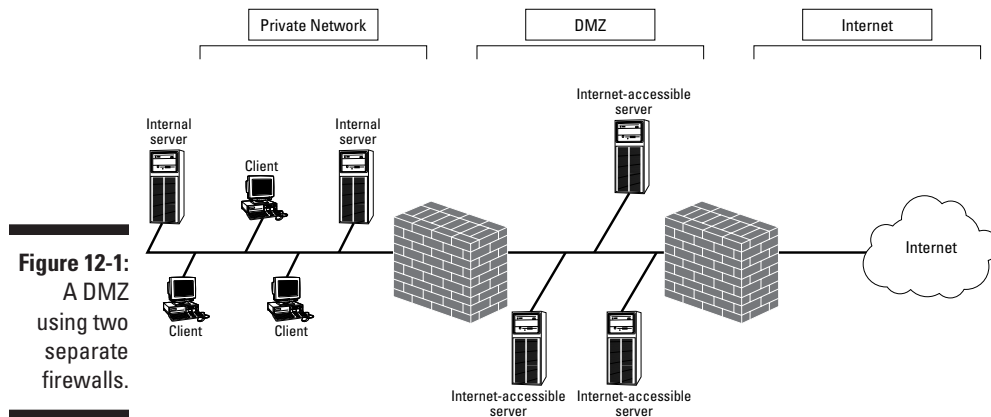 Private Network
DMZ
Internet
Internet-accessible
server
Internal
server
Client
Internal
server
Internet
Client
Client
Internet-accessible
server
Internet-accessible
server
Figure 12-1:
A DMZ
using two
separate
firewalls.